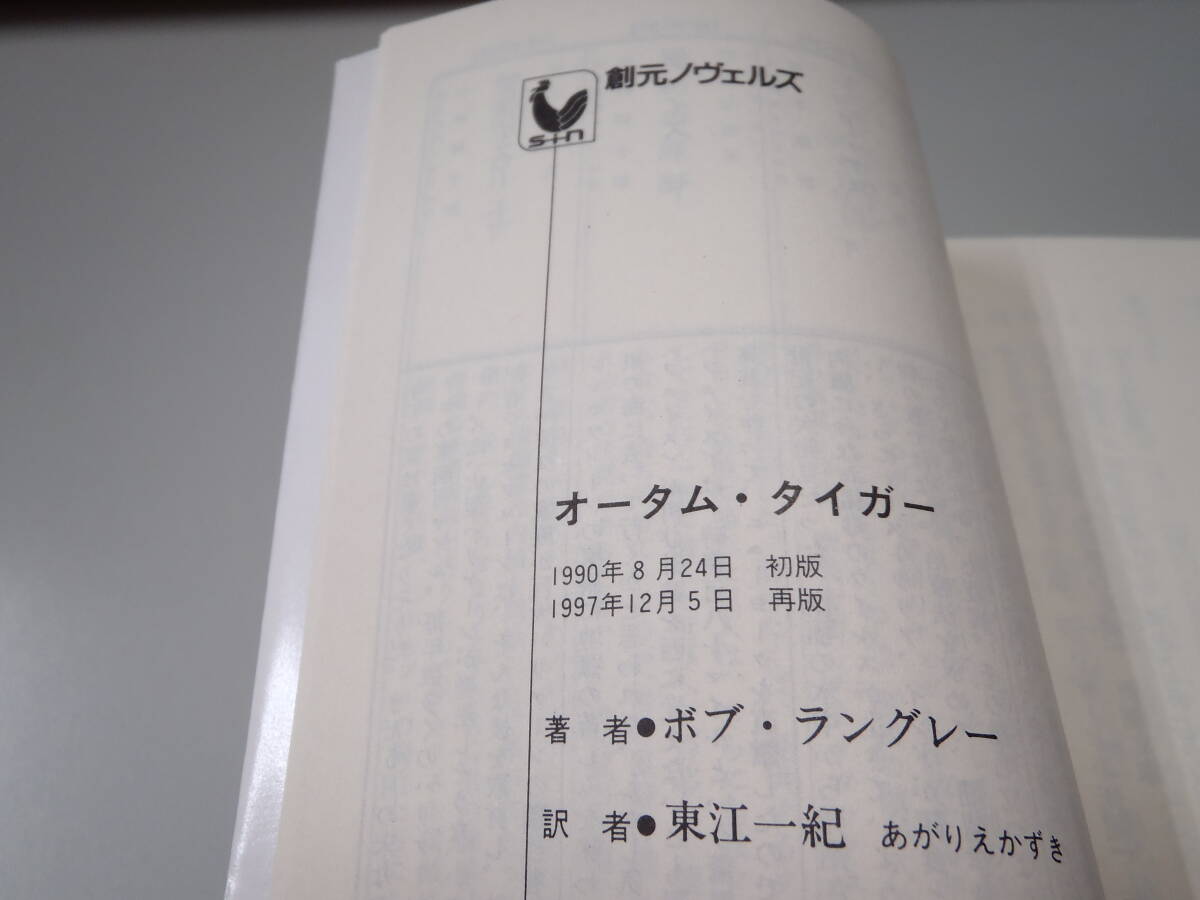 創元ノヴェルズ
sin
オータム・タイガー
1990年8月24日 初版
1997年12月5日 再版
著者●ボブ・ラングレー
訳者●東江一紀 あがりえかずき